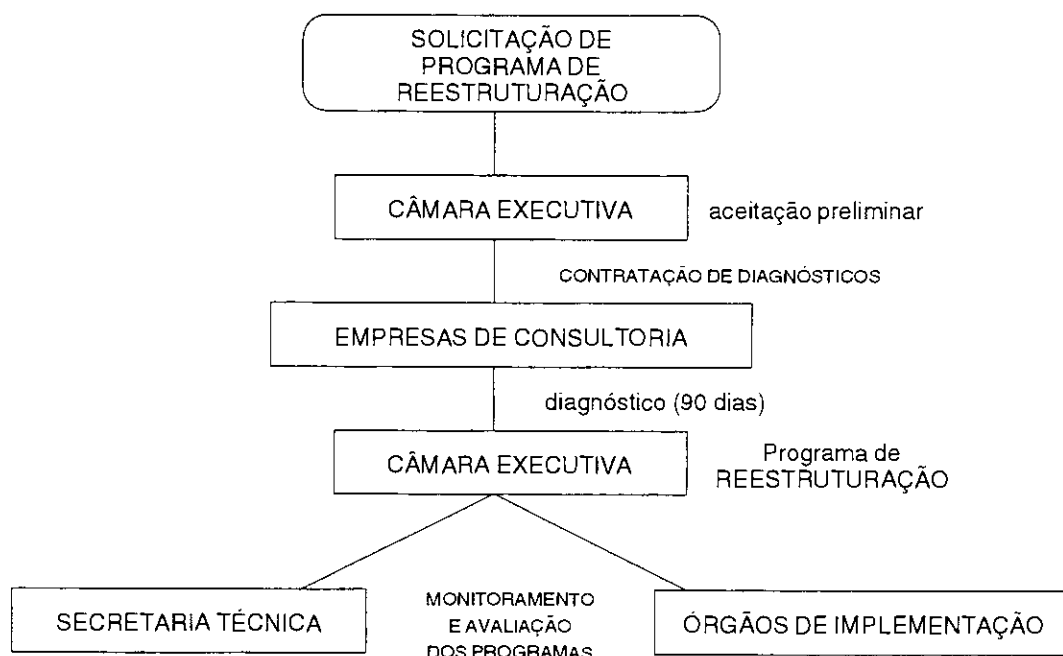 SOLICITAÇÃO DE
PROGRAMA DE
REESTRUTURAÇÃO
CÂMARA EXECUTIVA
aceitação preliminar
CONTRATAÇÃO DE DIAGNÓSTICOS
EMPRESAS DE CONSULTORIA
diagnóstico (90 dias)
CÂMARA EXECUTIVA
Programa de
REESTRUTURAÇÃO
SECRETARIA TÉCNICA
MONITORAMENTO
E AVALIAÇÃO
DOS PROGRAMAS
ÓRGÃOS DE IMPLEMENTAÇÃO